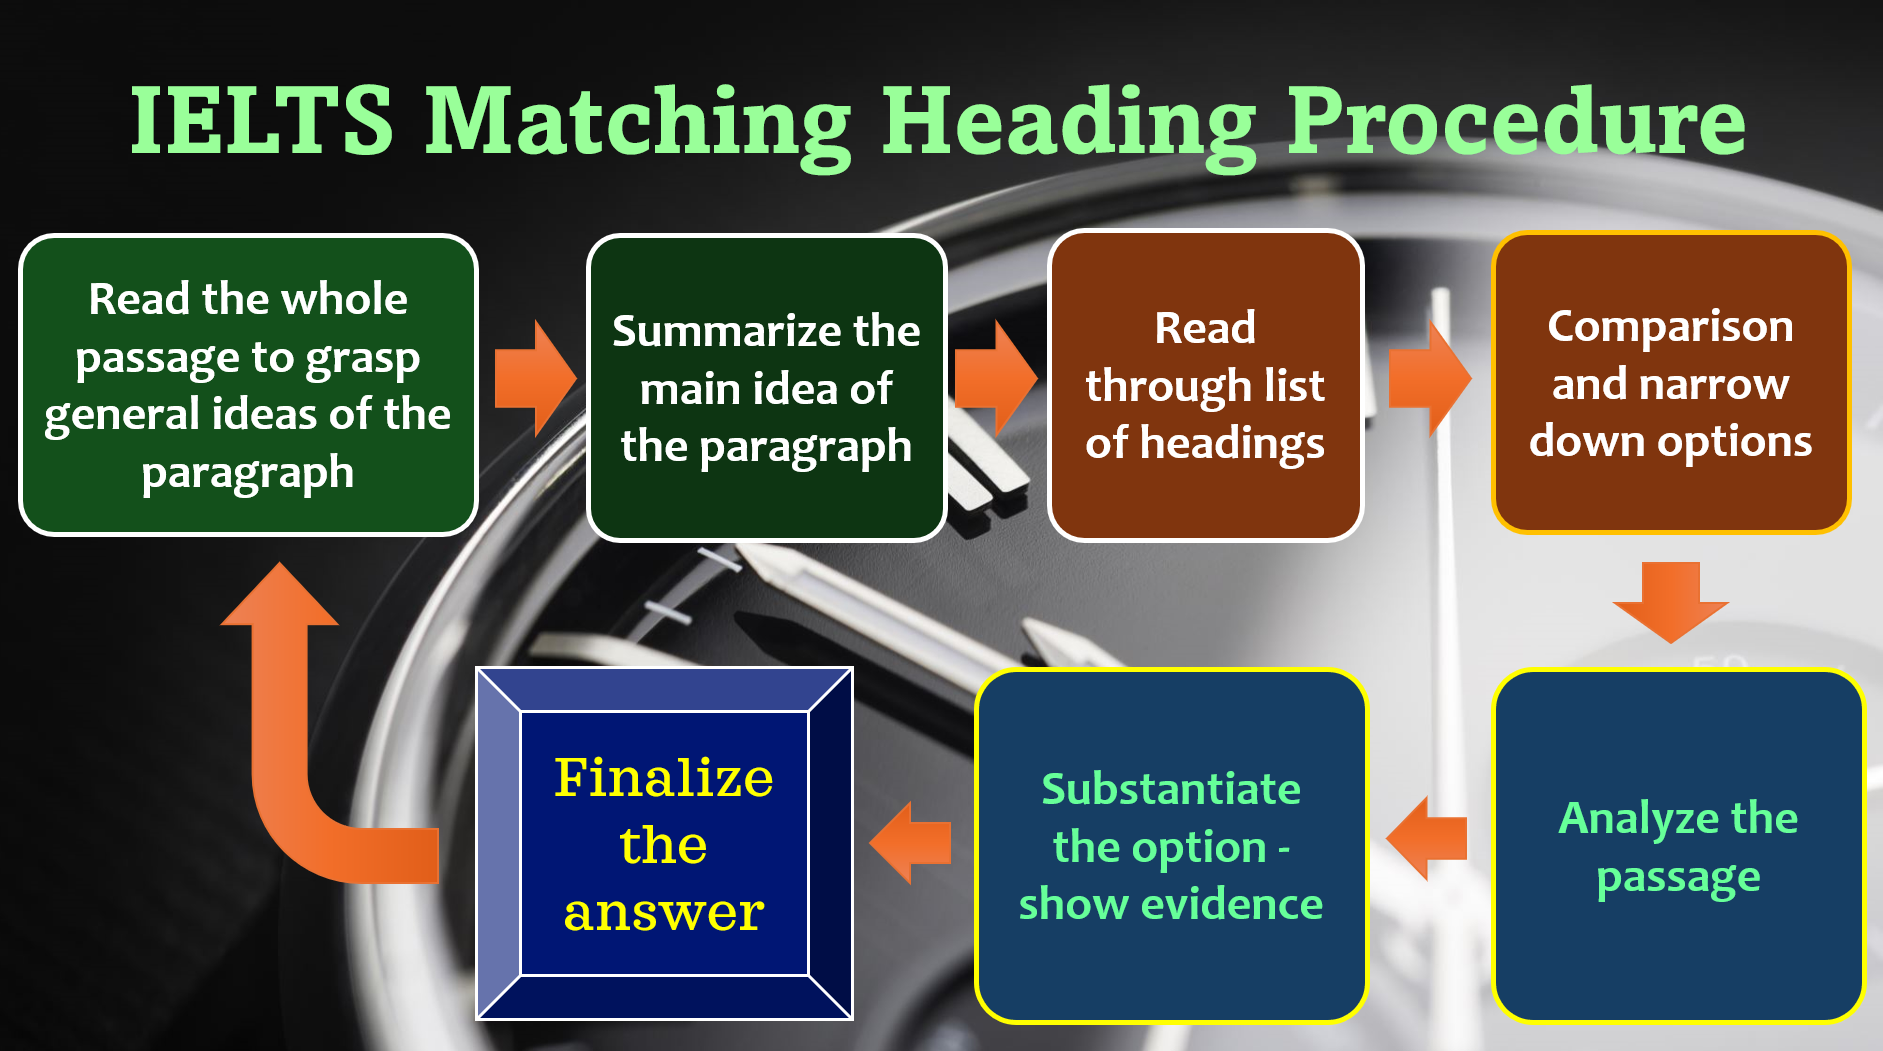 IELTS Matching Heading Procedure
Read the whole
passage to grasp
general ideas of the
paragraph
Summarize the
main idea of
the paragraph
Read
through list
of headings
Comparison
and narrow
down options
Analyze the
passage
Substantiate
the option -
show evidence
Finalize
the
answer